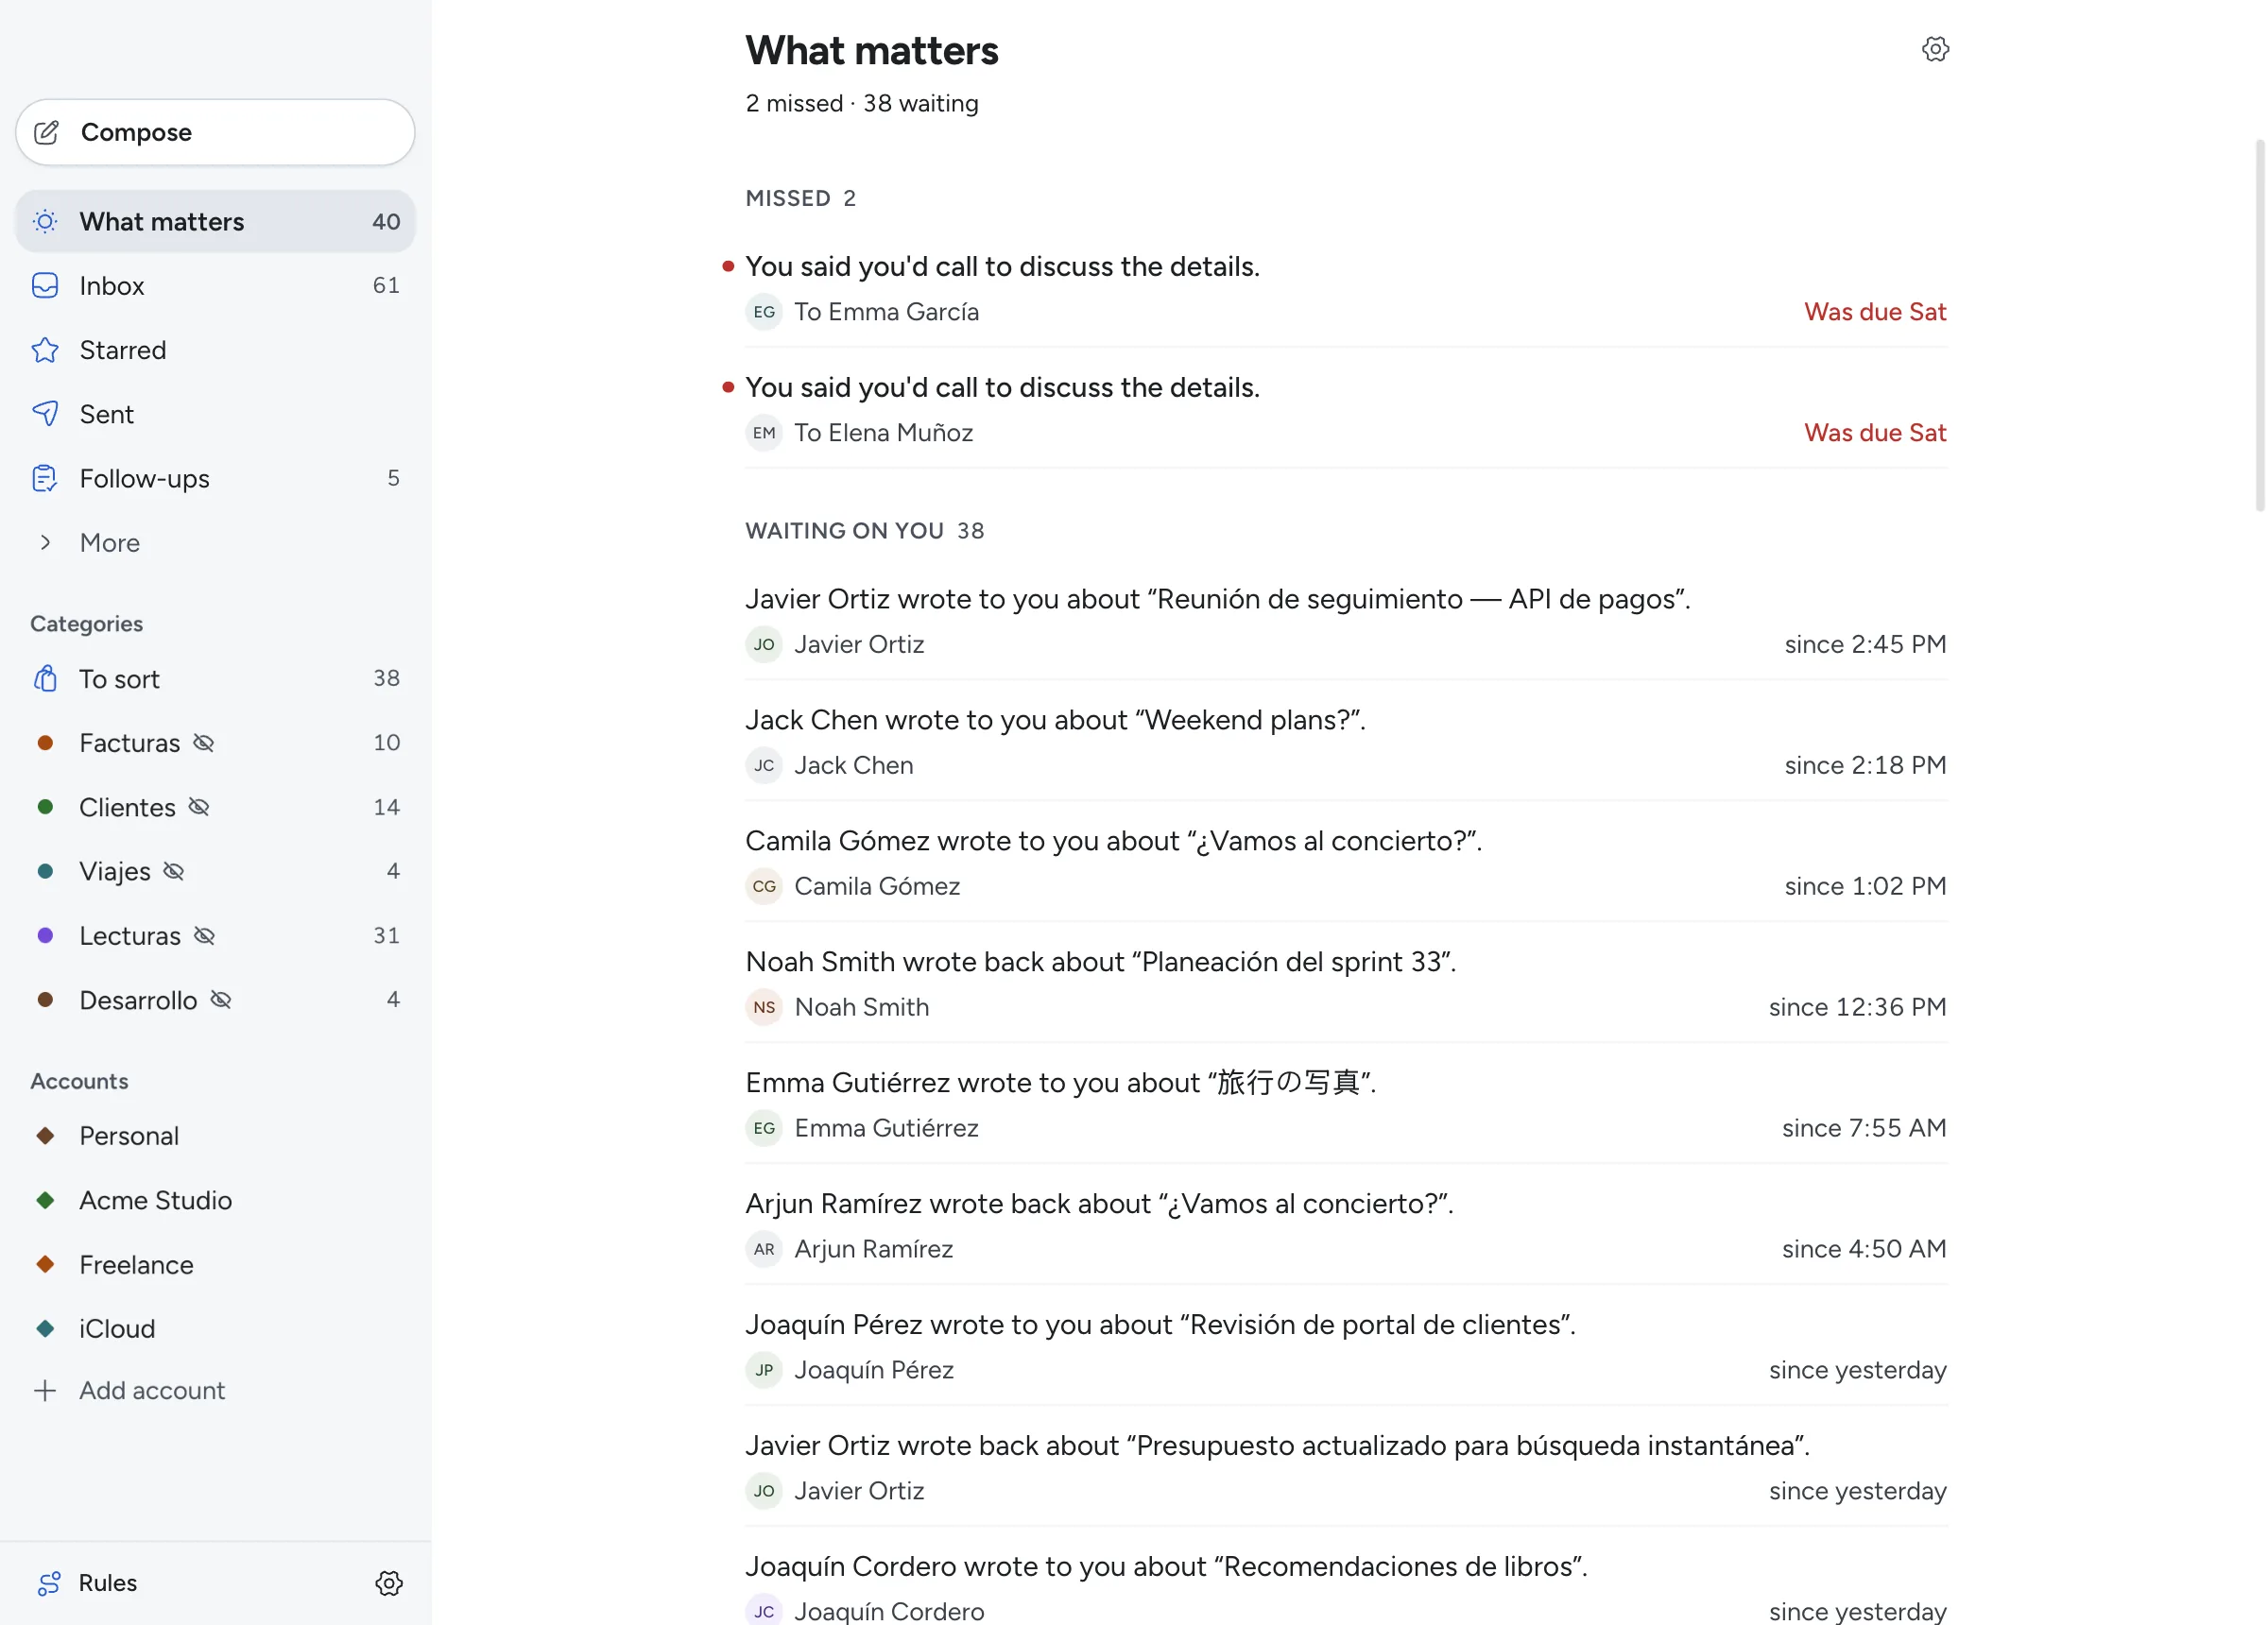 Compose
What matters 40
Inbox 61
Starred
Sent
Follow-ups 5
More
Categories
To sort 38
Facturas 10
Clientes 14
Viajes 4
Lecturas 31
Desarrollo 4
Accounts
Personal
Acme Studio
Freelance
iCloud
Add account
Rules
What matters
2 missed · 38 waiting
MISSED 2
You said you'd call to discuss the details.
EG To Emma García Was due Sat
You said you'd call to discuss the details.
EM To Elena Muñoz Was due Sat
WAITING ON YOU 38
Javier Ortiz wrote to you about “Reunión de seguimiento — API de pagos”.
JO Javier Ortiz since 2:45 PM
Jack Chen wrote to you about “Weekend plans?”.
JC Jack Chen since 2:18 PM
Camila Gómez wrote to you about “¿Vamos al concierto?”.
CG Camila Gómez since 1:02 PM
Noah Smith wrote back about “Planeación del sprint 33”.
NS Noah Smith since 12:36 PM
Emma Gutiérrez wrote to you about “旅行の写真”.
EG Emma Gutiérrez since 7:55 AM
Arjun Ramírez wrote back about “¿Vamos al concierto?”.
AR Arjun Ramírez since 4:50 AM
Joaquín Pérez wrote to you about “Revisión de portal de clientes”.
JP Joaquín Pérez since yesterday
Javier Ortiz wrote back about “Presupuesto actualizado para búsqueda instantánea”.
JO Javier Ortiz since yesterday
Joaquín Cordero wrote to you about “Recomendaciones de libros”.
JC Joaquín Cordero since yesterday